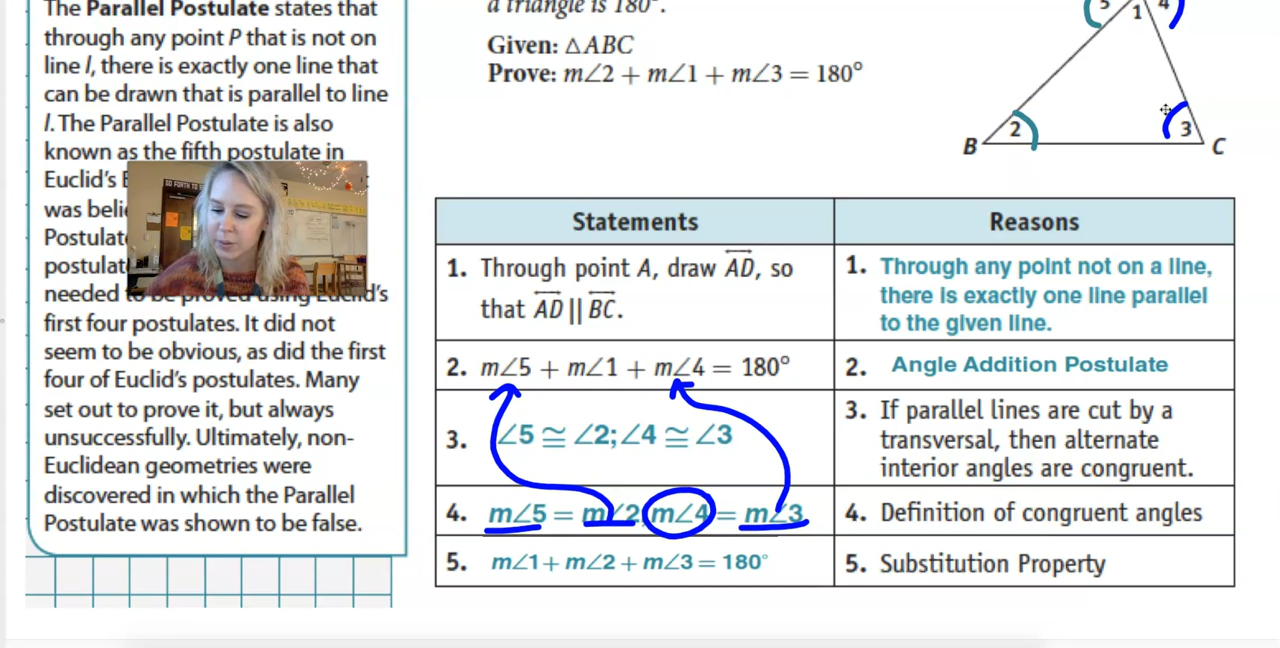 The Parallel Postulate states that
through any point P that is not on
line l, there is exactly one line that
can be drawn that is parallel to line
l. The Parallel Postulate is also
known as the fifth postulate in
Euclid's
was
Postulat
postulat
needed to be proved using Euclid's
first four postulates. It did not
seem to be obvious, as did the first
four of Euclid's postulates. Many
set out to prove it, but always
unsuccessfully. Ultimately, non-
Euclidean geometries were
discovered in which the Parallel
Postulate was shown to be false.
a triangle is 180°.
Given: △ABC
Prove: m∠2 + m∠1 + m∠3 = 180°
5 1 4
B 2 3 C
Statements
Reasons
1. Through point A, draw AD, so
that AD || BC.
1. Through any point not on a line,
there is exactly one line parallel
to the given line.
2. m∠5 + m∠1 + m∠4 = 180°
2. Angle Addition Postulate
3. ∠5 ≅ ∠2; ∠4 ≅ ∠3
3. If parallel lines are cut by a
transversal, then alternate
interior angles are congruent.
4. m∠5 = m∠2, m∠4 = m∠3
4. Definition of congruent angles
5. m∠1 + m∠2 + m∠3 = 180°
5. Substitution Property